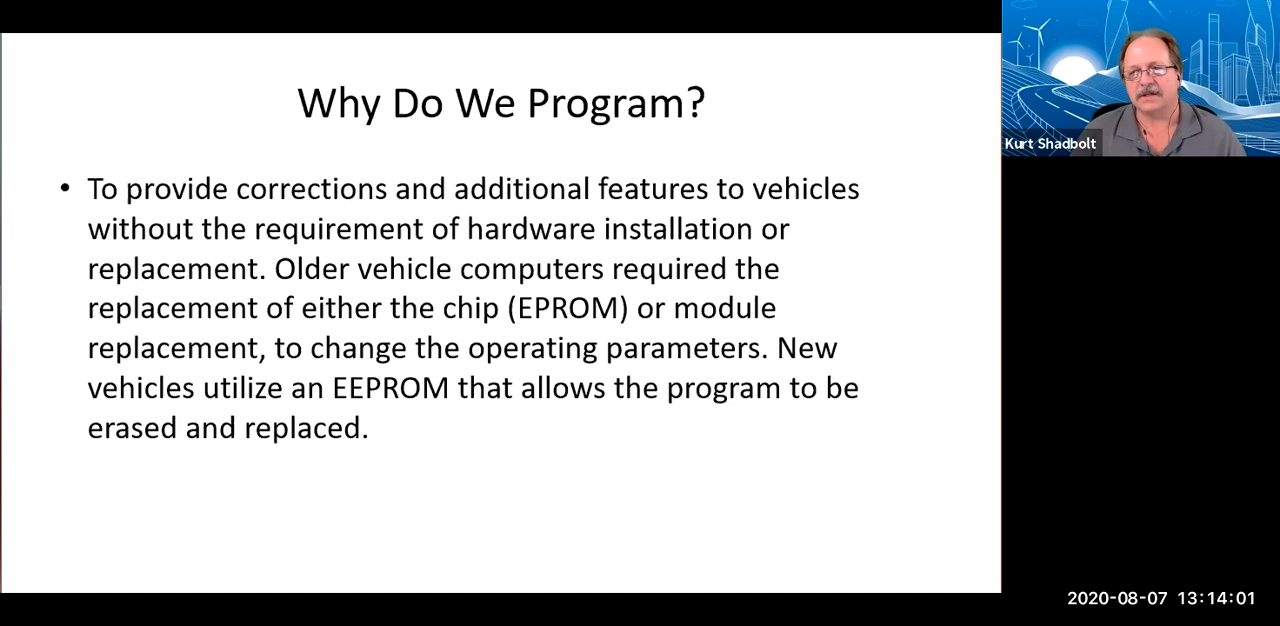 Why Do We Program?
• To provide corrections and additional features to vehicles
without the requirement of hardware installation or
replacement. Older vehicle computers required the
replacement of either the chip (EPROM) or module
replacement, to change the operating parameters. New
vehicles utilize an EEPROM that allows the program to be
erased and replaced.
Kurt Shadbolt
2020-08-07 13:14:01